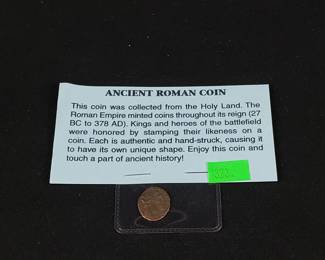 ANCIENT ROMAN COIN
This coin was collected from the Holy Land. The
Roman Empire minted coins throughout its reign (27
BC to 378 AD). Kings and heroes of the battlefield
were honored by stamping their likeness on a
coin. Each is authentic and hand-struck, causing it
to have its own unique shape. Enjoy this coin and
touch a part of ancient history!